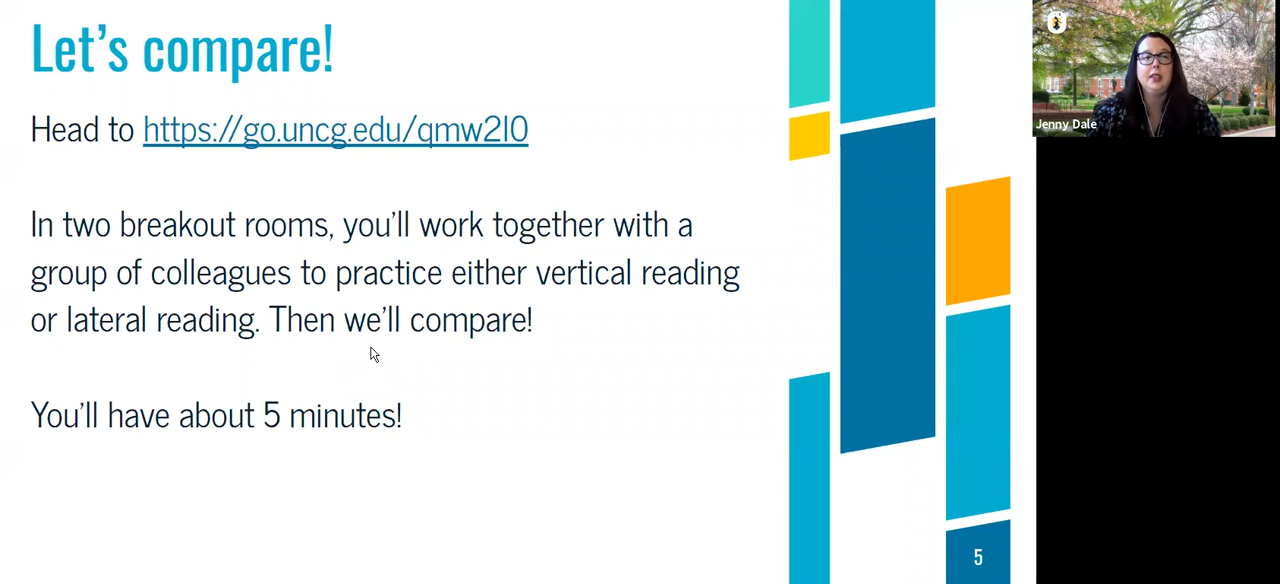 Let's compare!
Head to https://go.uncg.edu/qmw2l0
In two breakout rooms, you'll work together with a
group of colleagues to practice either vertical reading
or lateral reading. Then we'll compare!
You'll have about 5 minutes!
5
Jenny Dale